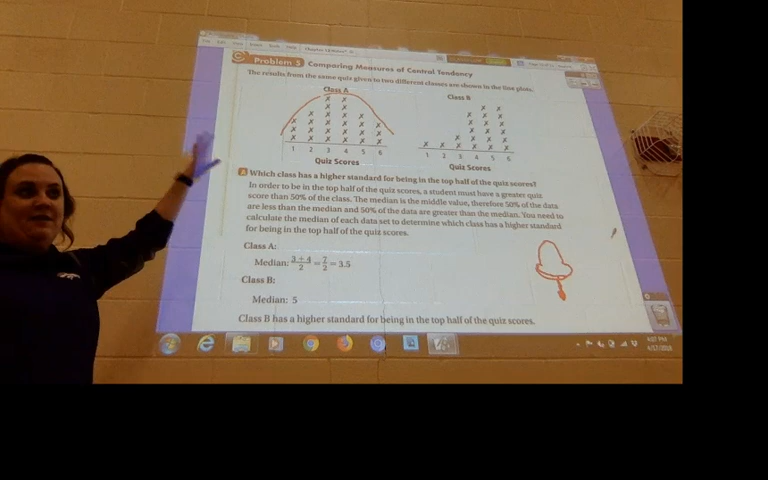 Problem 5 Comparing Measures of Central Tendency
The results from the same quiz given to two different classes are shown in the line plots.
Class A
Class B
1 2 3 4 5 6
1 2 3 4 5 6
Quiz Scores
Quiz Scores
Which class has a higher standard for being in the top half of the quiz scores?
In order to be in the top half of the quiz scores, a student must have a greater quiz
score than 50% of the class. The median is the middle value, therefore 50% of the data
are less than the median and 50% of the data are greater than the median. You need to
calculate the median of each data set to determine which class has a higher standard
for being in the top half of the quiz scores.
Class A:
Median: 3+4/2 = 7/2 = 3.5
Class B:
Median: 5
Class B has a higher standard for being in the top half of the quiz scores.